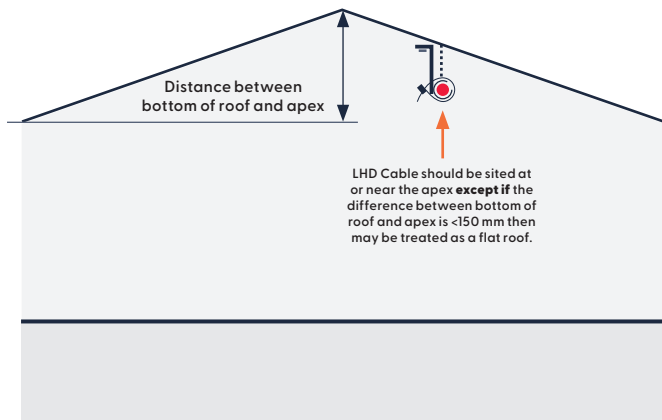 Distance between
bottom of roof and apex
LHD Cable should be sited at
or near the apex except if the
difference between bottom of
roof and apex is <150 mm then
may be treated as a flat roof.